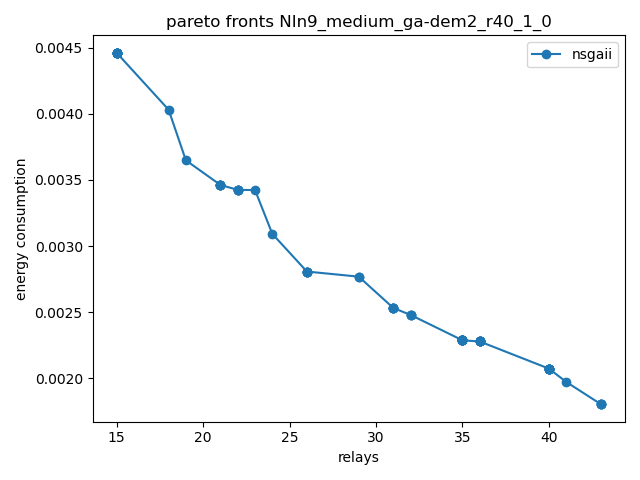 pareto fronts NIn9_medium_ga-dem2_r40_1_0
nsgaii
energy consumption
0.0045
0.0040
0.0035
0.0030
0.0025
0.0020
15 20 25 30 35 40
relays